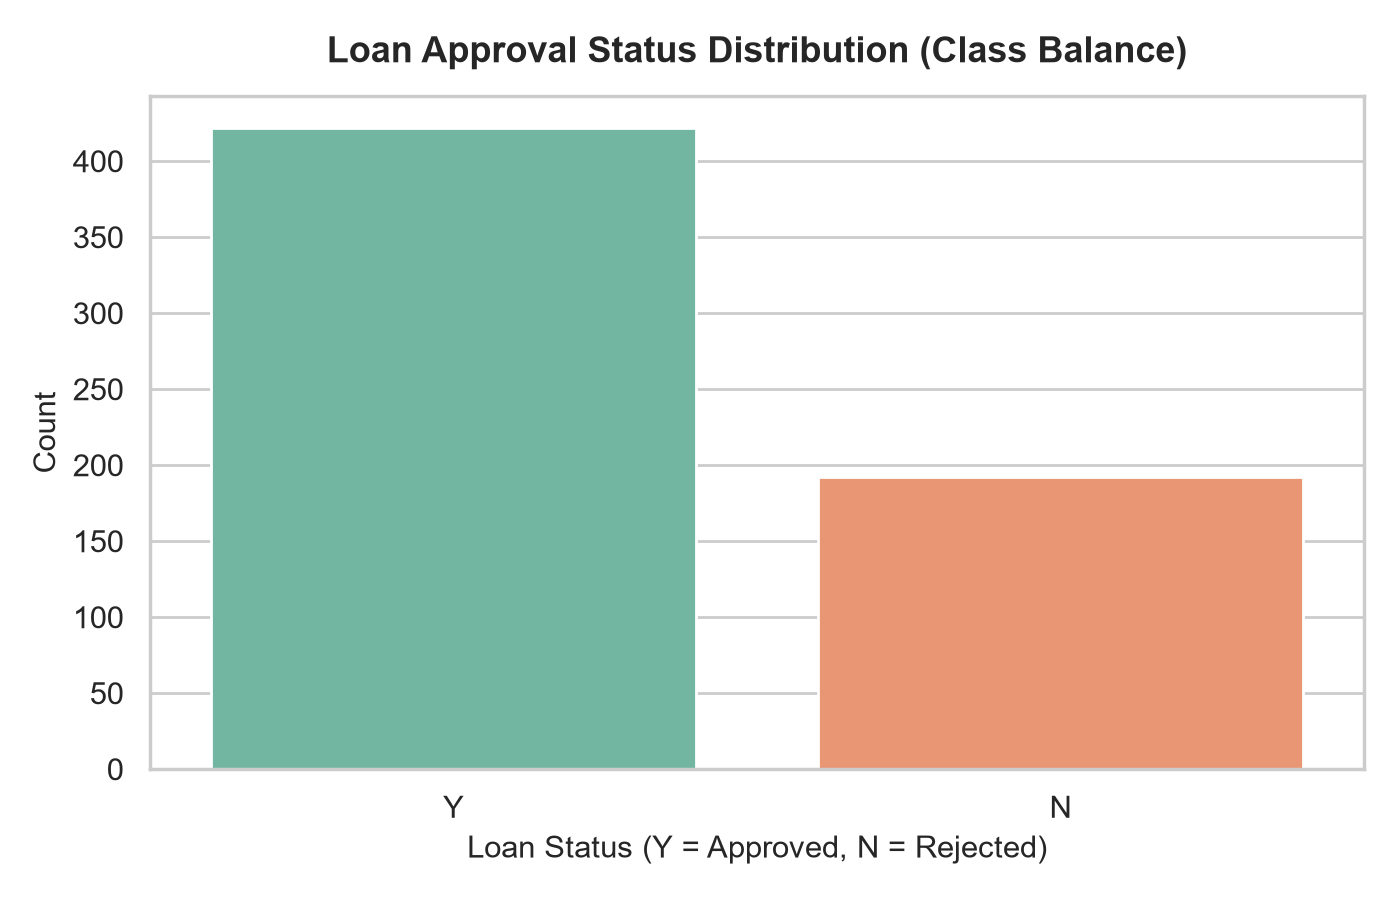 Loan Approval Status Distribution (Class Balance)
400
350
300
250
200
150
100
50
0
Count
Y
N
Loan Status (Y = Approved, N = Rejected)